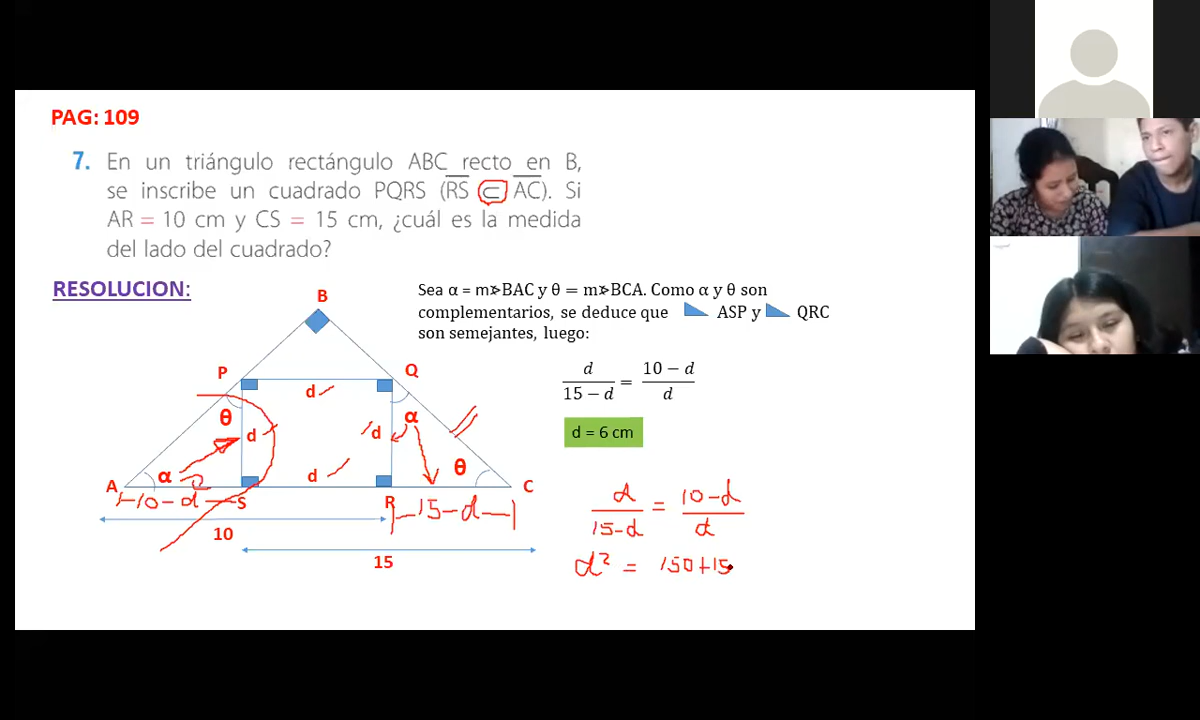 PAG: 109
7. En un triángulo rectángulo ABC recto en B,
se inscribe un cuadrado PQRS (RS ⊂ AC). Si
AR = 10 cm y CS = 15 cm, ¿cuál es la medida
del lado del cuadrado?
RESOLUCION:
Sea α = m∢BAC y θ = m∢BCA. Como α y θ son
complementarios, se deduce que ASP y QRC
son semejantes, luego:
d / 15 − d = 10 − d / d
d = 6 cm
B
P
Q
d
θ
α
d
d
α
d
θ
A
S
R
C
10-d
15-d
10
15
d / 15-d = 10-d / d
d² = 150+15